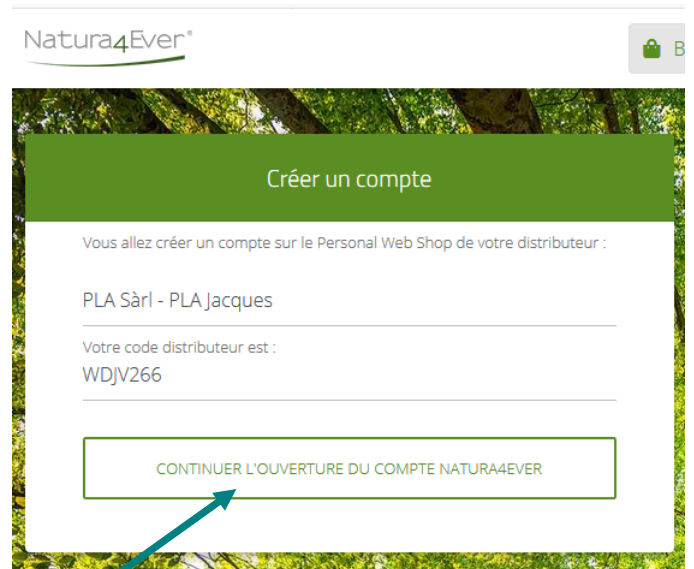 Natura4Ever®
B
Créer un compte
Vous allez créer un compte sur le Personal Web Shop de votre distributeur :
PLA Sàrl - PLA Jacques
Votre code distributeur est :
WDJV266
CONTINUER L'OUVERTURE DU COMPTE NATURA4EVER